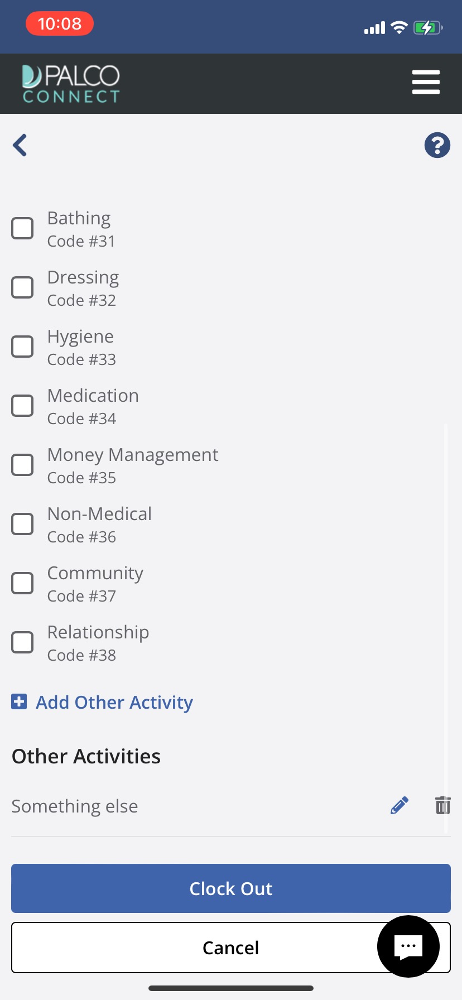 10:08
PALCO
CONNECT
Bathing
Code #31
Dressing
Code #32
Hygiene
Code #33
Medication
Code #34
Money Management
Code #35
Non-Medical
Code #36
Community
Code #37
Relationship
Code #38
Add Other Activity
Other Activities
Something else
Clock Out
Cancel